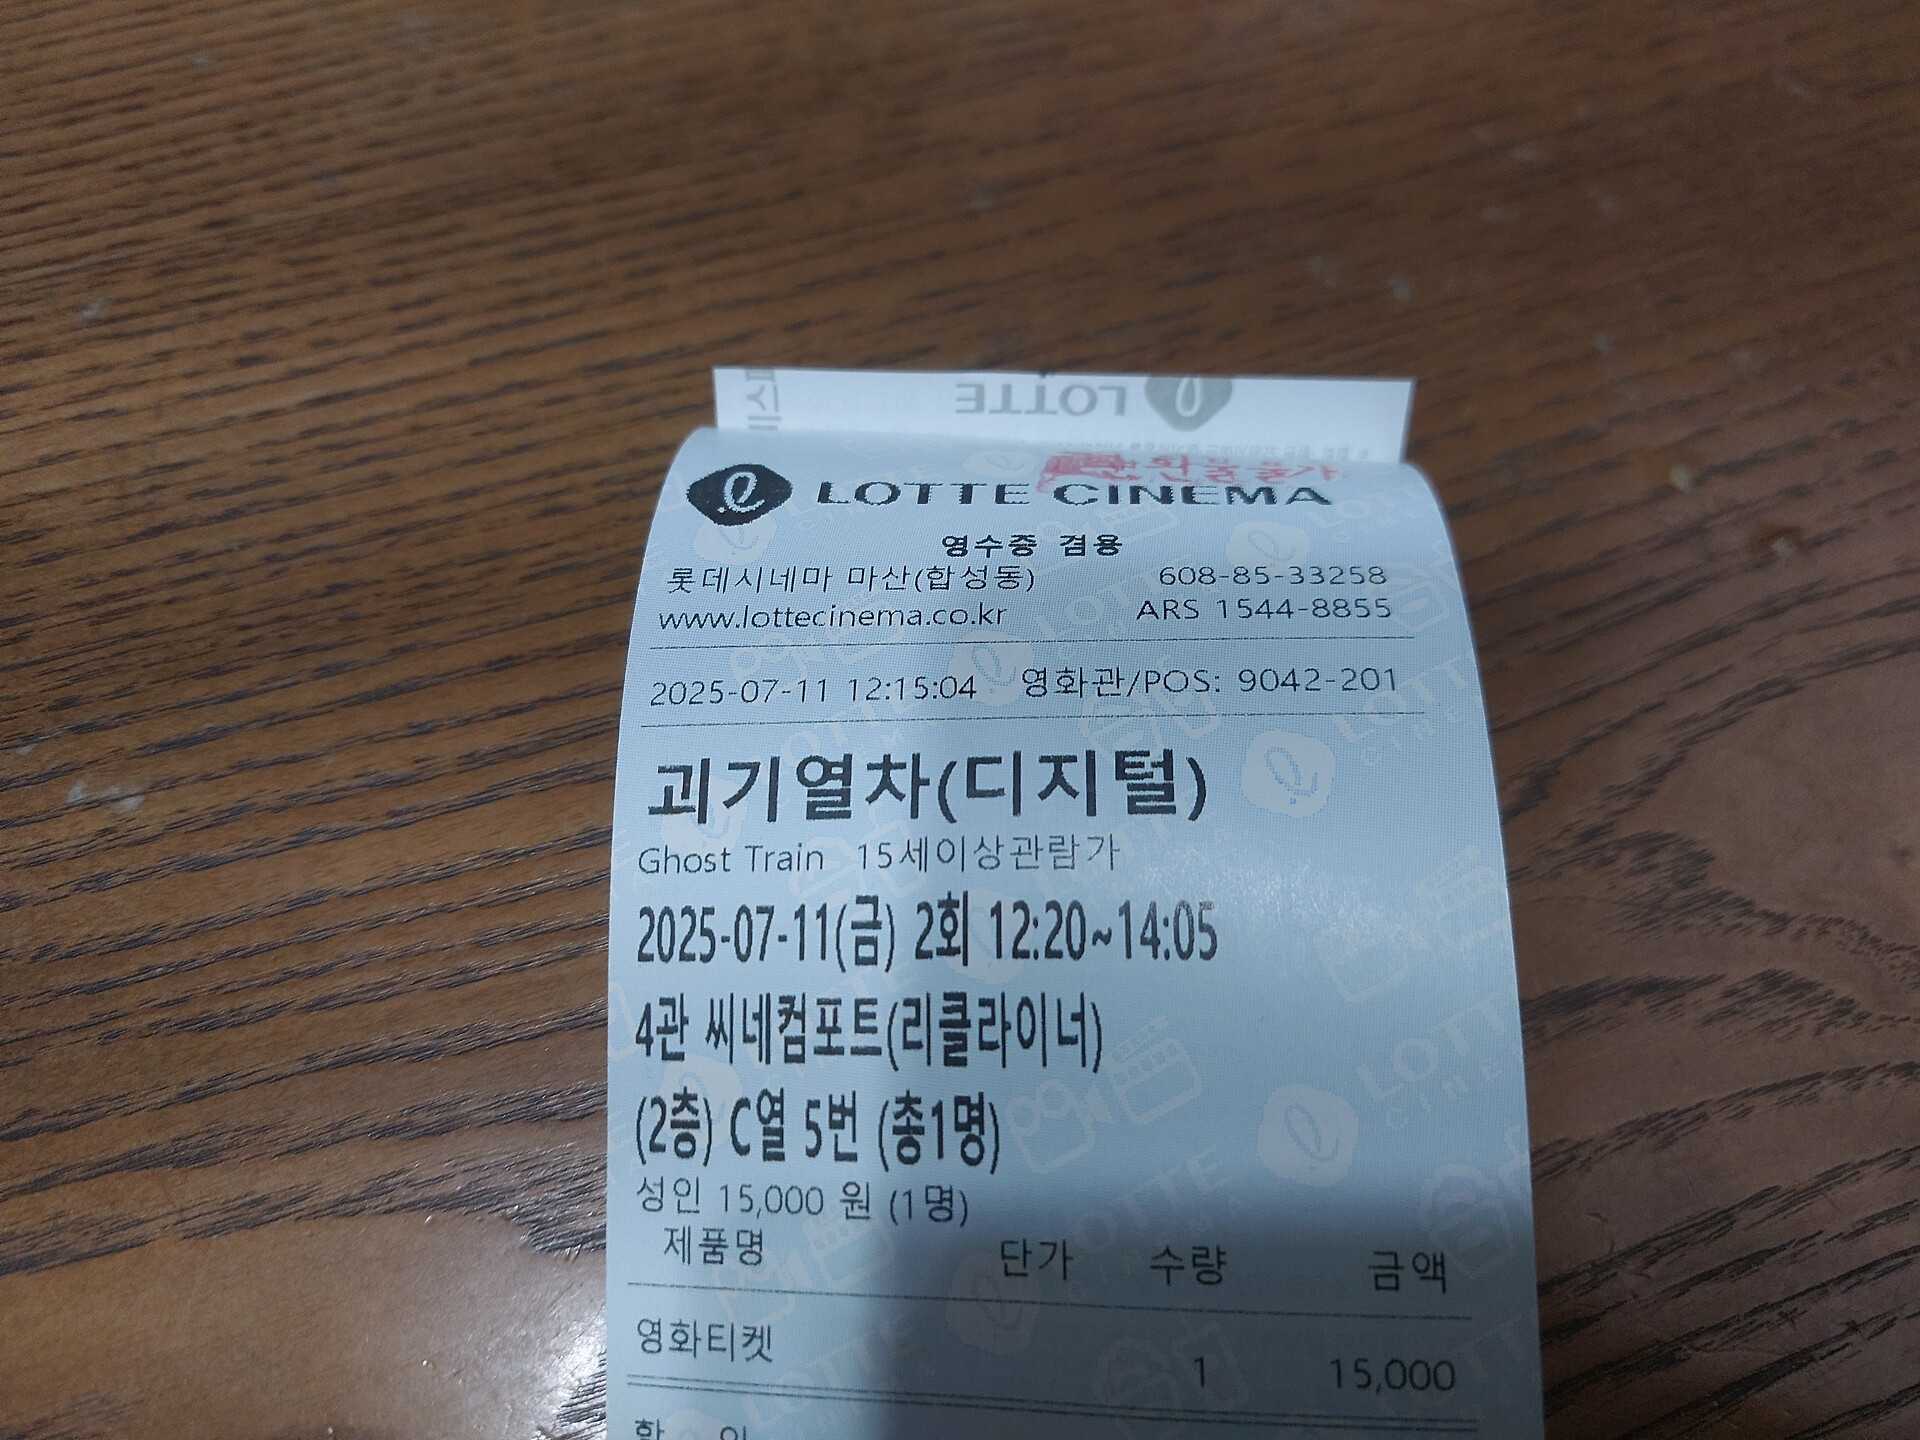 LOTTE
LOTTE CINEMA
영수증 겸용
롯데시네마 마산(합성동) 608-85-33258
www.lottecinema.co.kr ARS 1544-8855
2025-07-11 12:15:04 영화관/POS: 9042-201
괴기열차(디지털)
Ghost Train 15세이상관람가
2025-07-11(금) 2회 12:20~14:05
4관 씨네컴포트(리클라이너)
(2층) C열 5번 (총1명)
성인 15,000 원 (1명)
제품명 단가 수량 금액
영화티켓
1 15,000